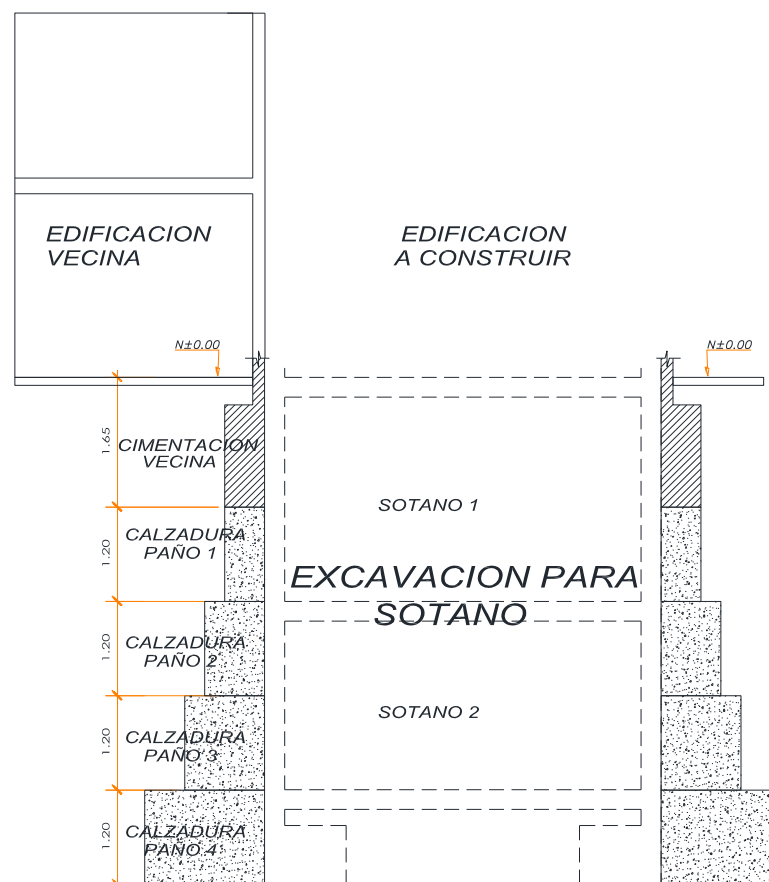 EDIFICACION
VECINA
EDIFICACION
A CONSTRUIR
N±0.00
N±0.00
1.65
CIMENTACION
VECINA
SOTANO 1
1.20
CALZADURA
PAÑO 1
EXCAVACION PARA
SOTANO
1.20
CALZADURA
PAÑO 2
SOTANO 2
1.20
CALZADURA
PAÑO 3
1.20
CALZADURA
PAÑO 4